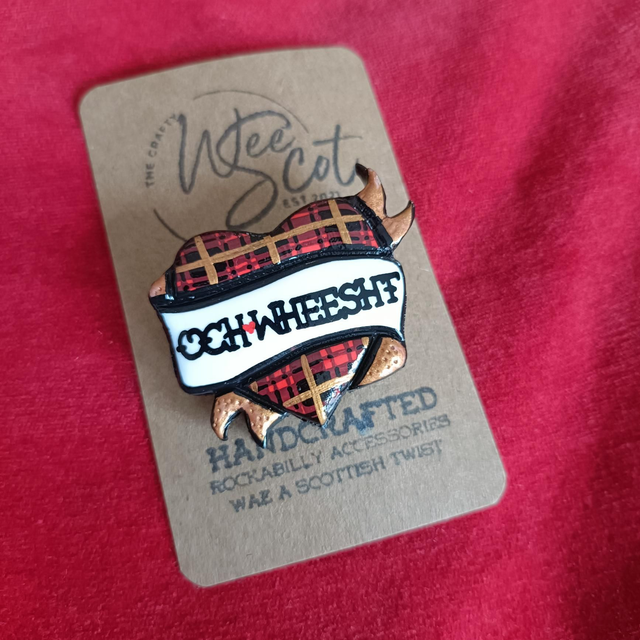 THE CRAFTY
Wee
Scot
EST 2021
OCH WHEESHT
HANDCRAFTED
ROCKABILLY ACCESSORIES
WAE A SCOTTISH TWIST